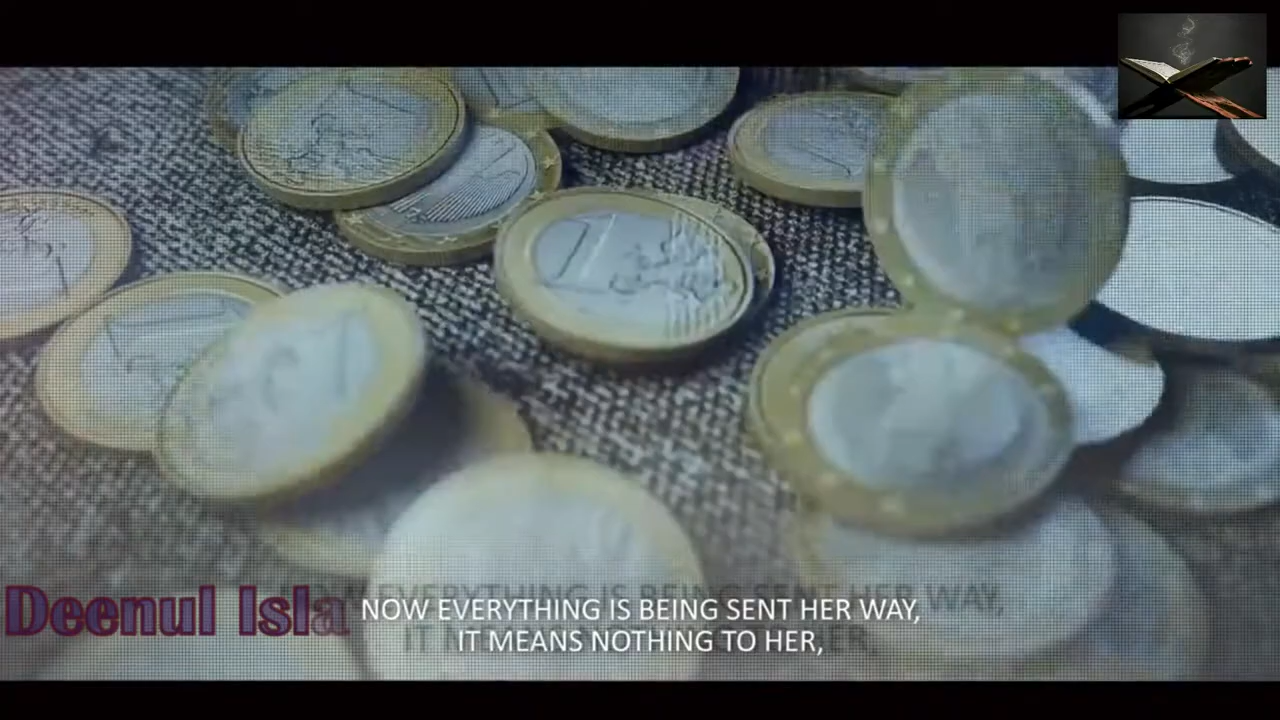 Deenul Isla
NOW EVERYTHING IS BEING SENT HER WAY,
IT MEANS NOTHING TO HER,